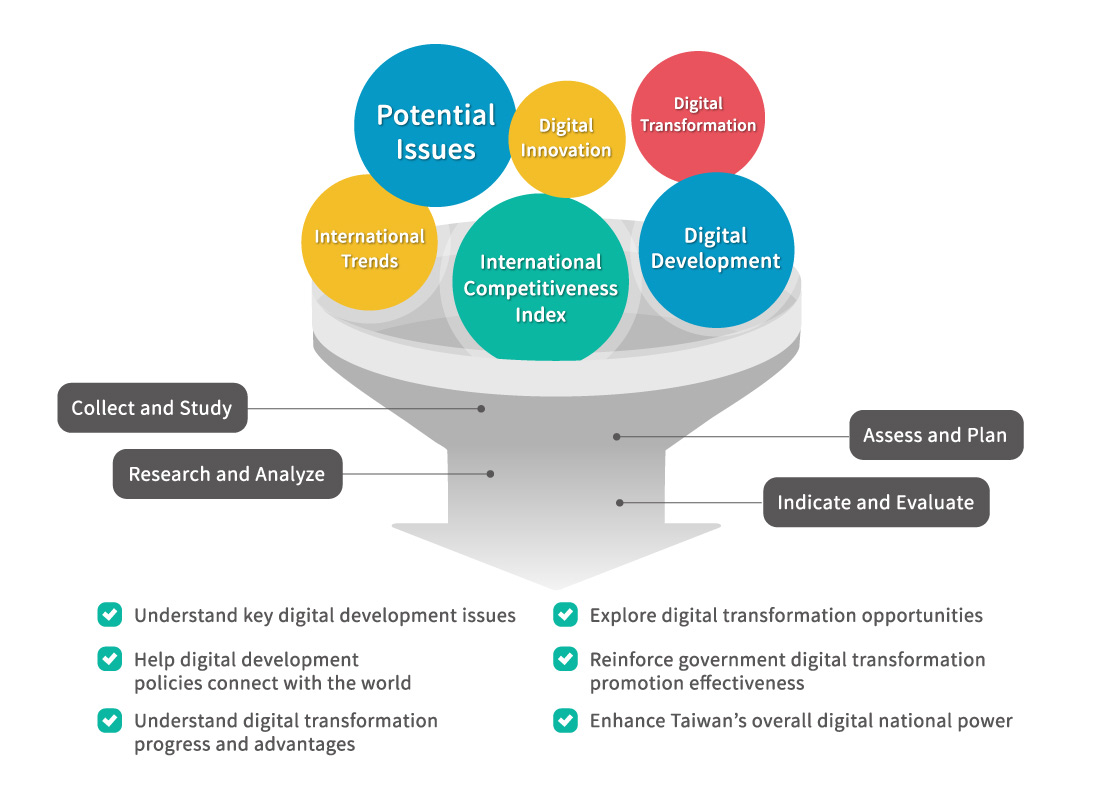 Potential
Issues
Digital
Innovation
Digital
Transformation
International
Trends
International
Competitiveness
Index
Digital
Development
Collect and Study
Assess and Plan
Research and Analyze
Indicate and Evaluate
Understand key digital development issues
Help digital development
policies connect with the world
Understand digital transformation
progress and advantages
Explore digital transformation opportunities
Reinforce government digital transformation
promotion effectiveness
Enhance Taiwan’s overall digital national power